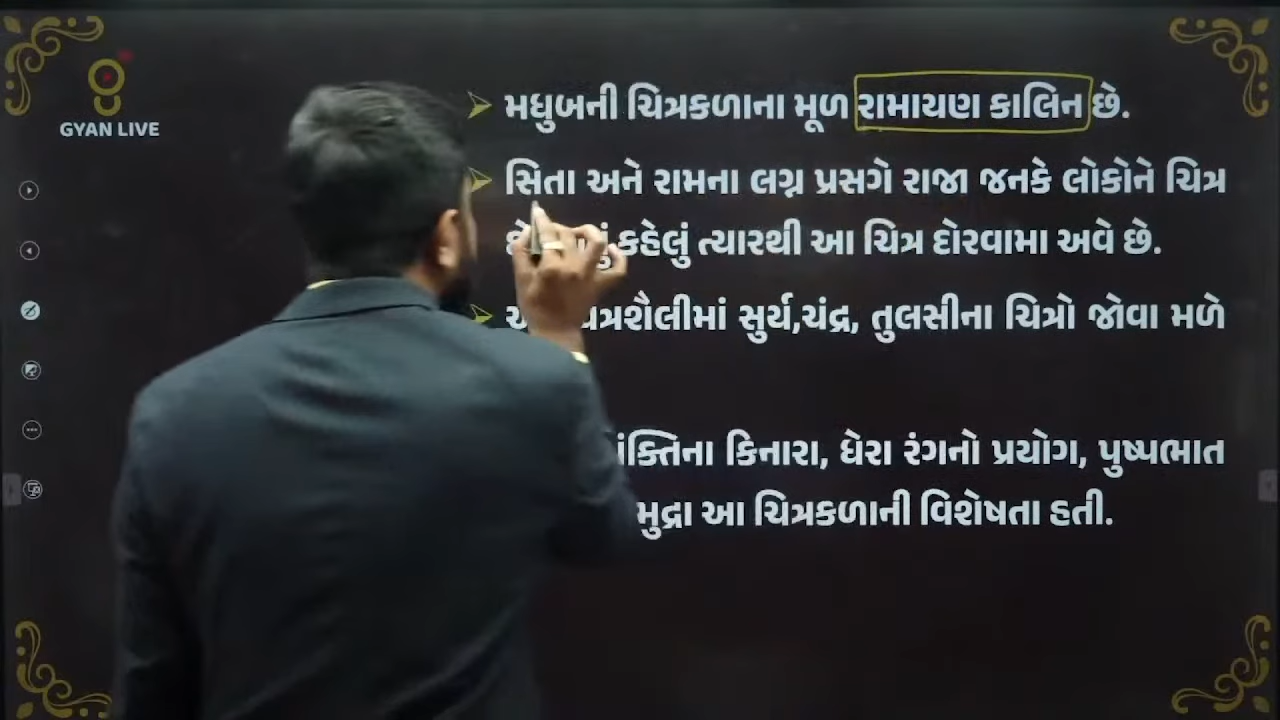 GYAN LIVE
મધુબની ચિત્રકળાના મૂળ રામાયણ કાલિન છે.
સિતા અને રામના લગ્ન પ્રસગે રાજા જનકે લોકોને ચિત્ર
કહેલું ત્યારથી આ ચિત્ર દોરવામા અવે છે.
સુર્ય,ચંદ્ર, તુલસીના ચિત્રો જોવા મળે
કિનારા, ઘેરા રંગનો પ્રયોગ, પુષ્પભાત
મુદ્રા આ ચિત્રકળાની વિશેષતા હતી.